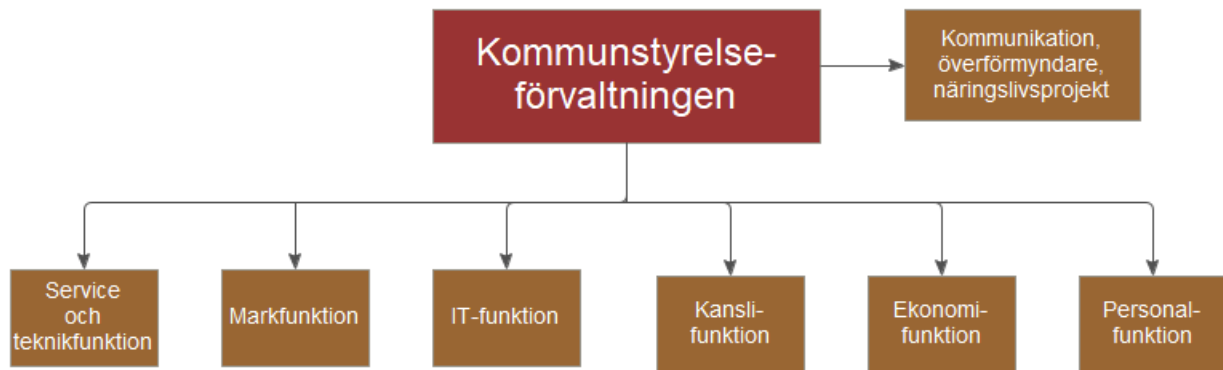 Kommunstyrelse-
förvaltningen
Kommunikation,
överförmyndare,
näringslivsprojekt
Service
och
teknikfunktion
Markfunktion
IT-funktion
Kansli-
funktion
Ekonomi-
funktion
Personal-
funktion